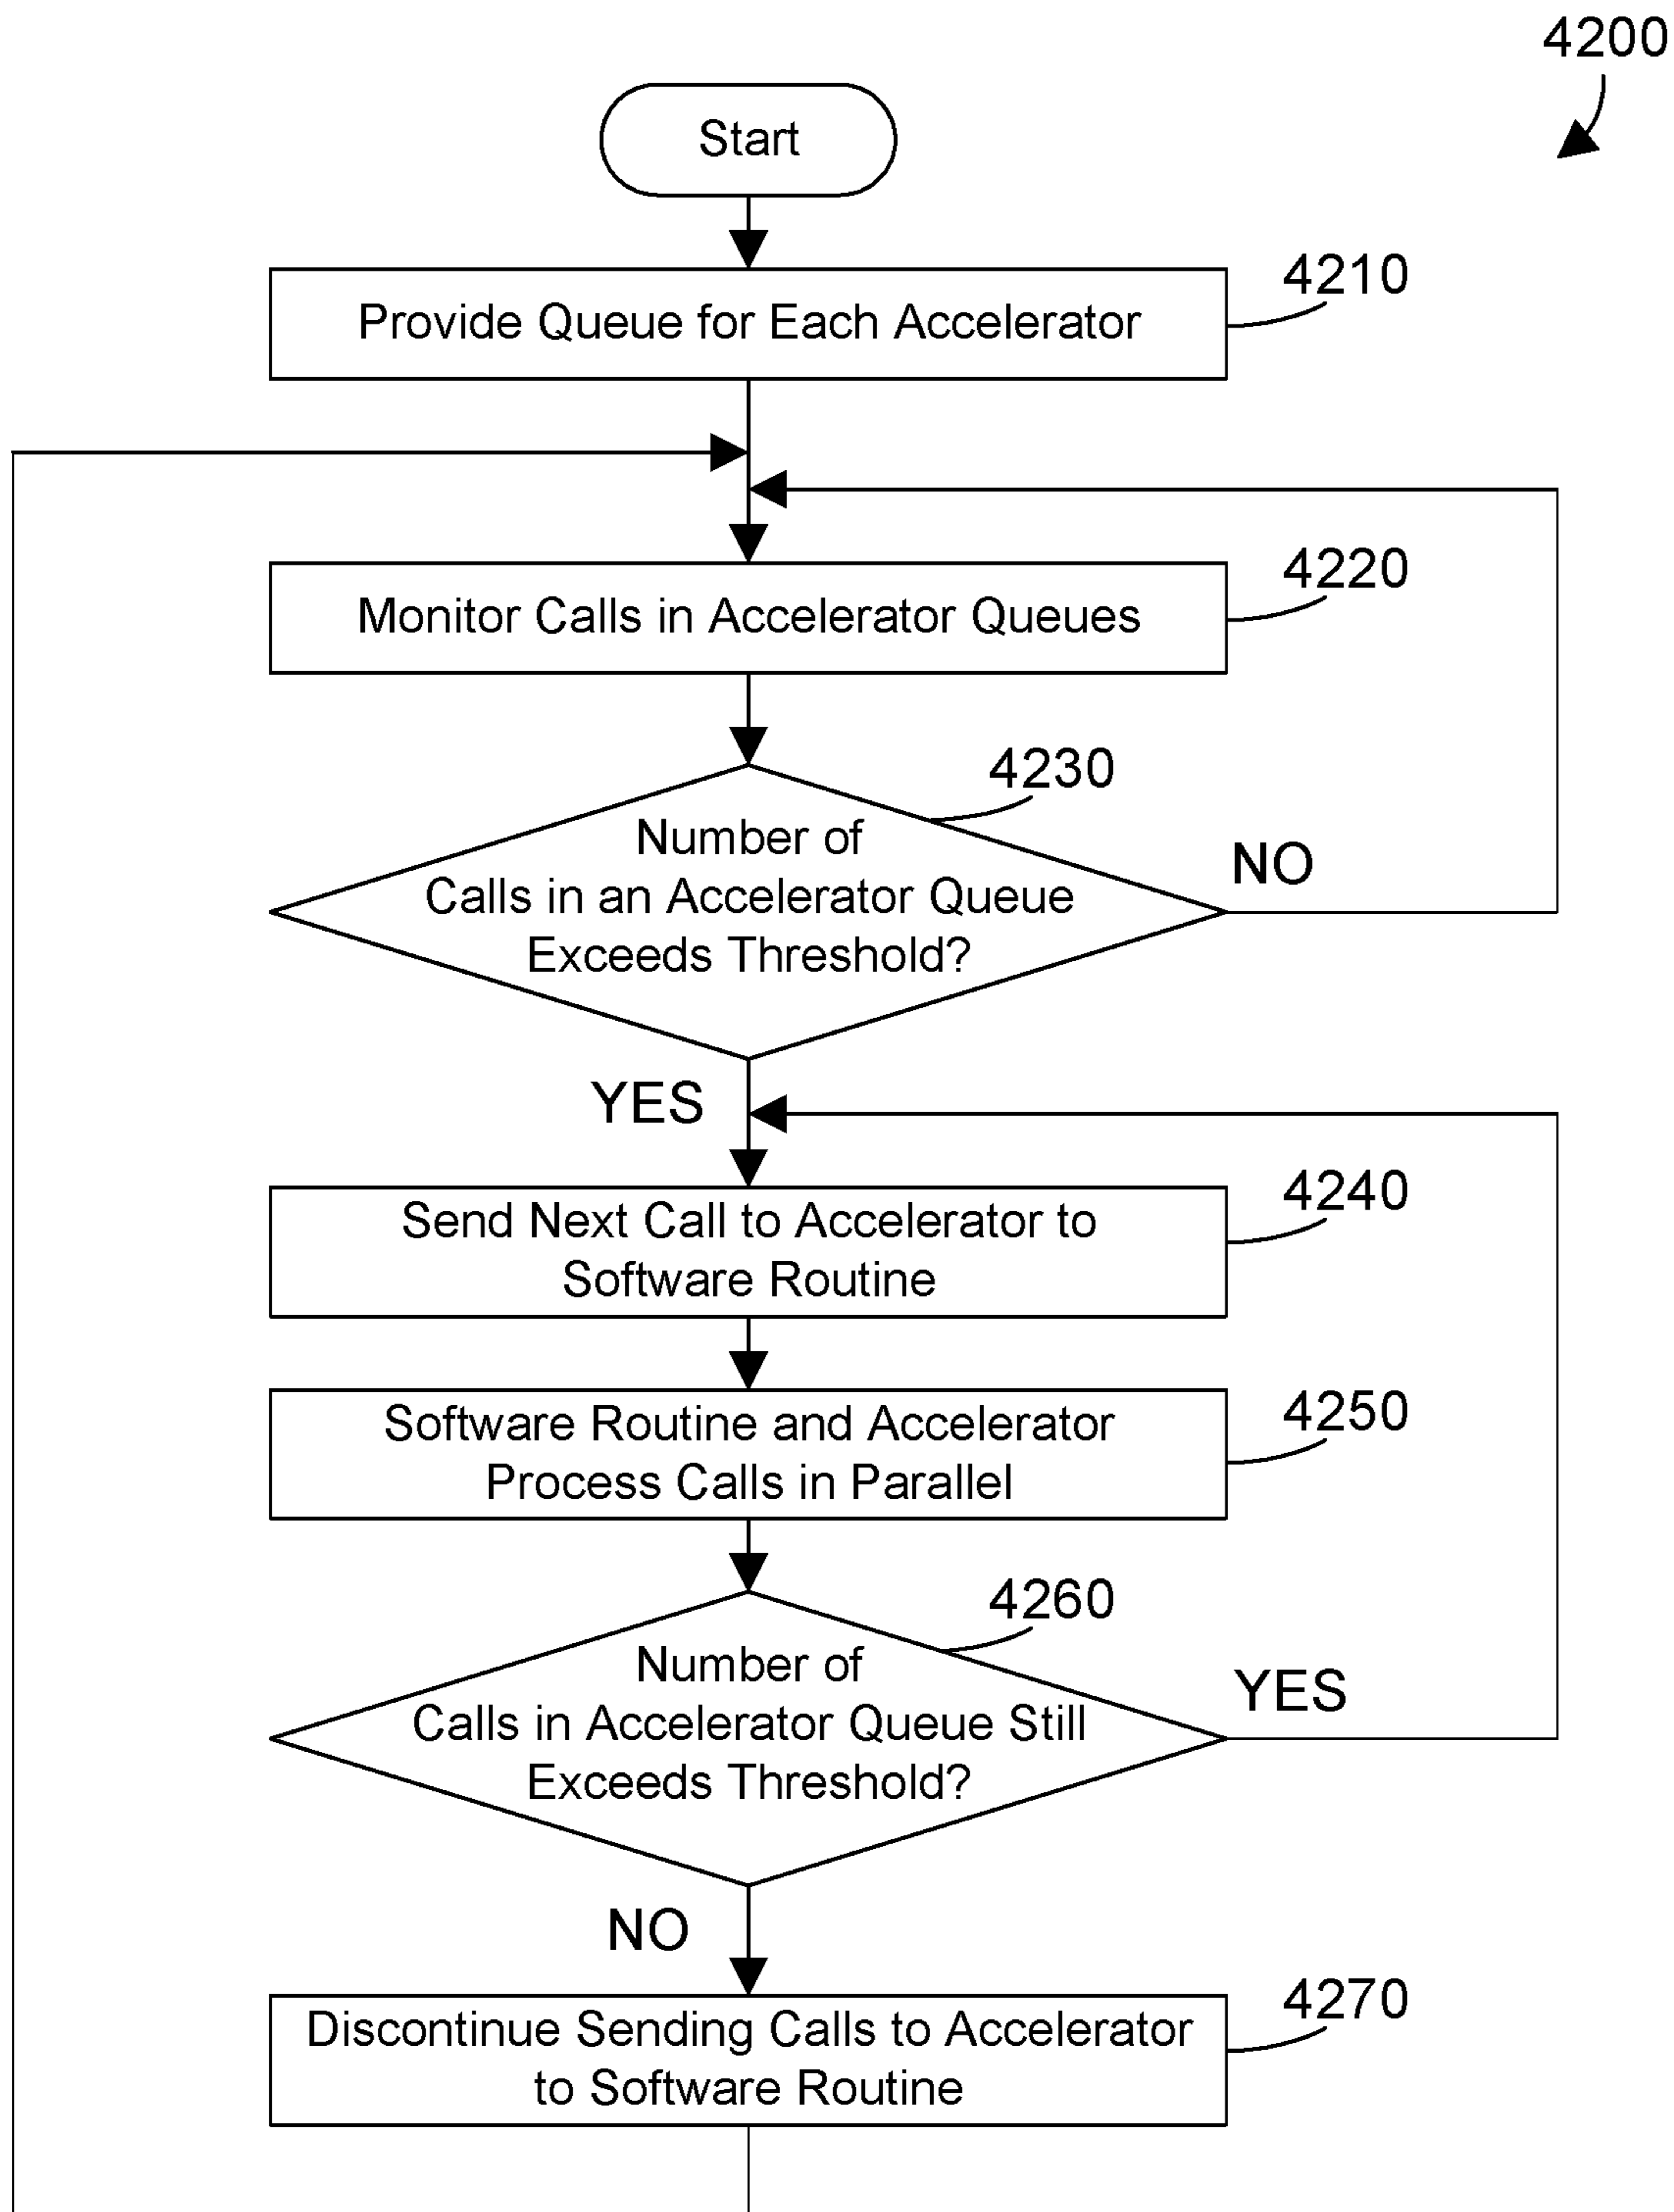 4200
Start
Provide Queue for Each Accelerator
4210
Monitor Calls in Accelerator Queues
4220
4230
Number of
Calls in an Accelerator Queue
Exceeds Threshold?
NO
YES
Send Next Call to Accelerator to
Software Routine
4240
Software Routine and Accelerator
Process Calls in Parallel
4250
4260
Number of
Calls in Accelerator Queue Still
Exceeds Threshold?
YES
NO
Discontinue Sending Calls to Accelerator
to Software Routine
4270